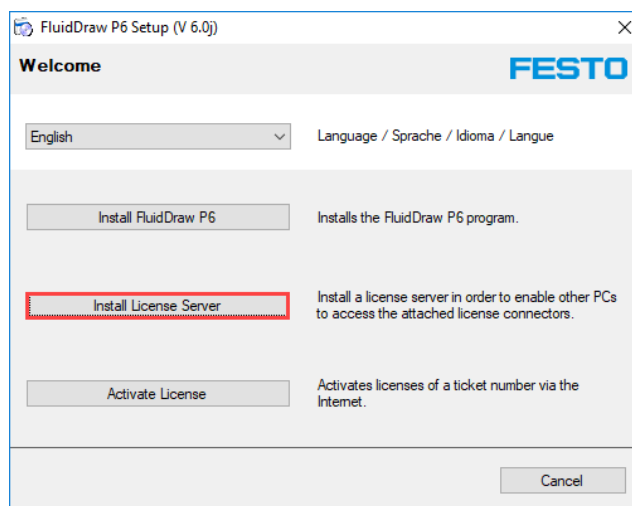 FluidDraw P6 Setup (V 6.0j)
Welcome
FESTO
English
Language / Sprache / Idioma / Langue
Install FluidDraw P6
Installs the FluidDraw P6 program.
Install License Server
Install a license server in order to enable other PCs
to access the attached license connectors.
Activate License
Activates licenses of a ticket number via the
Internet.
Cancel